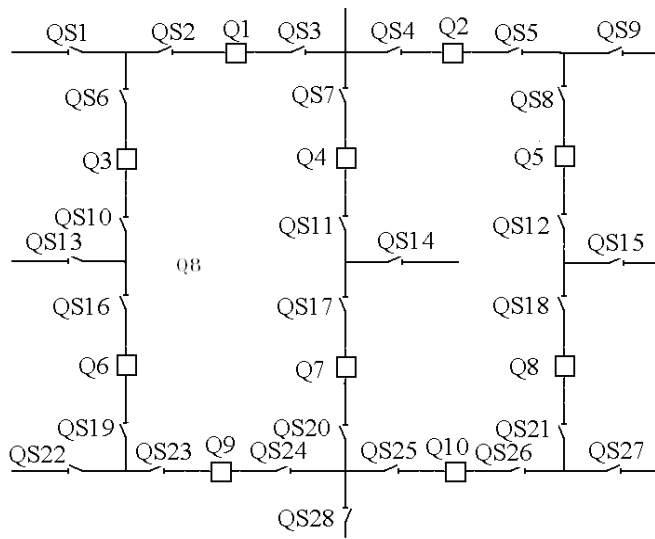 QS1 QS2 Q1 QS3 QS4 Q2 QS5 QS9
QS6 QS7 QS8
Q3 Q4 Q5
QS10 QS11 QS12
QS13 QS14 QS15
Q8
QS16 QS17 QS18
Q6 Q7 Q8
QS19 QS20 QS21
QS22 QS23 Q9 QS24 QS25 Q10 QS26 QS27
QS28